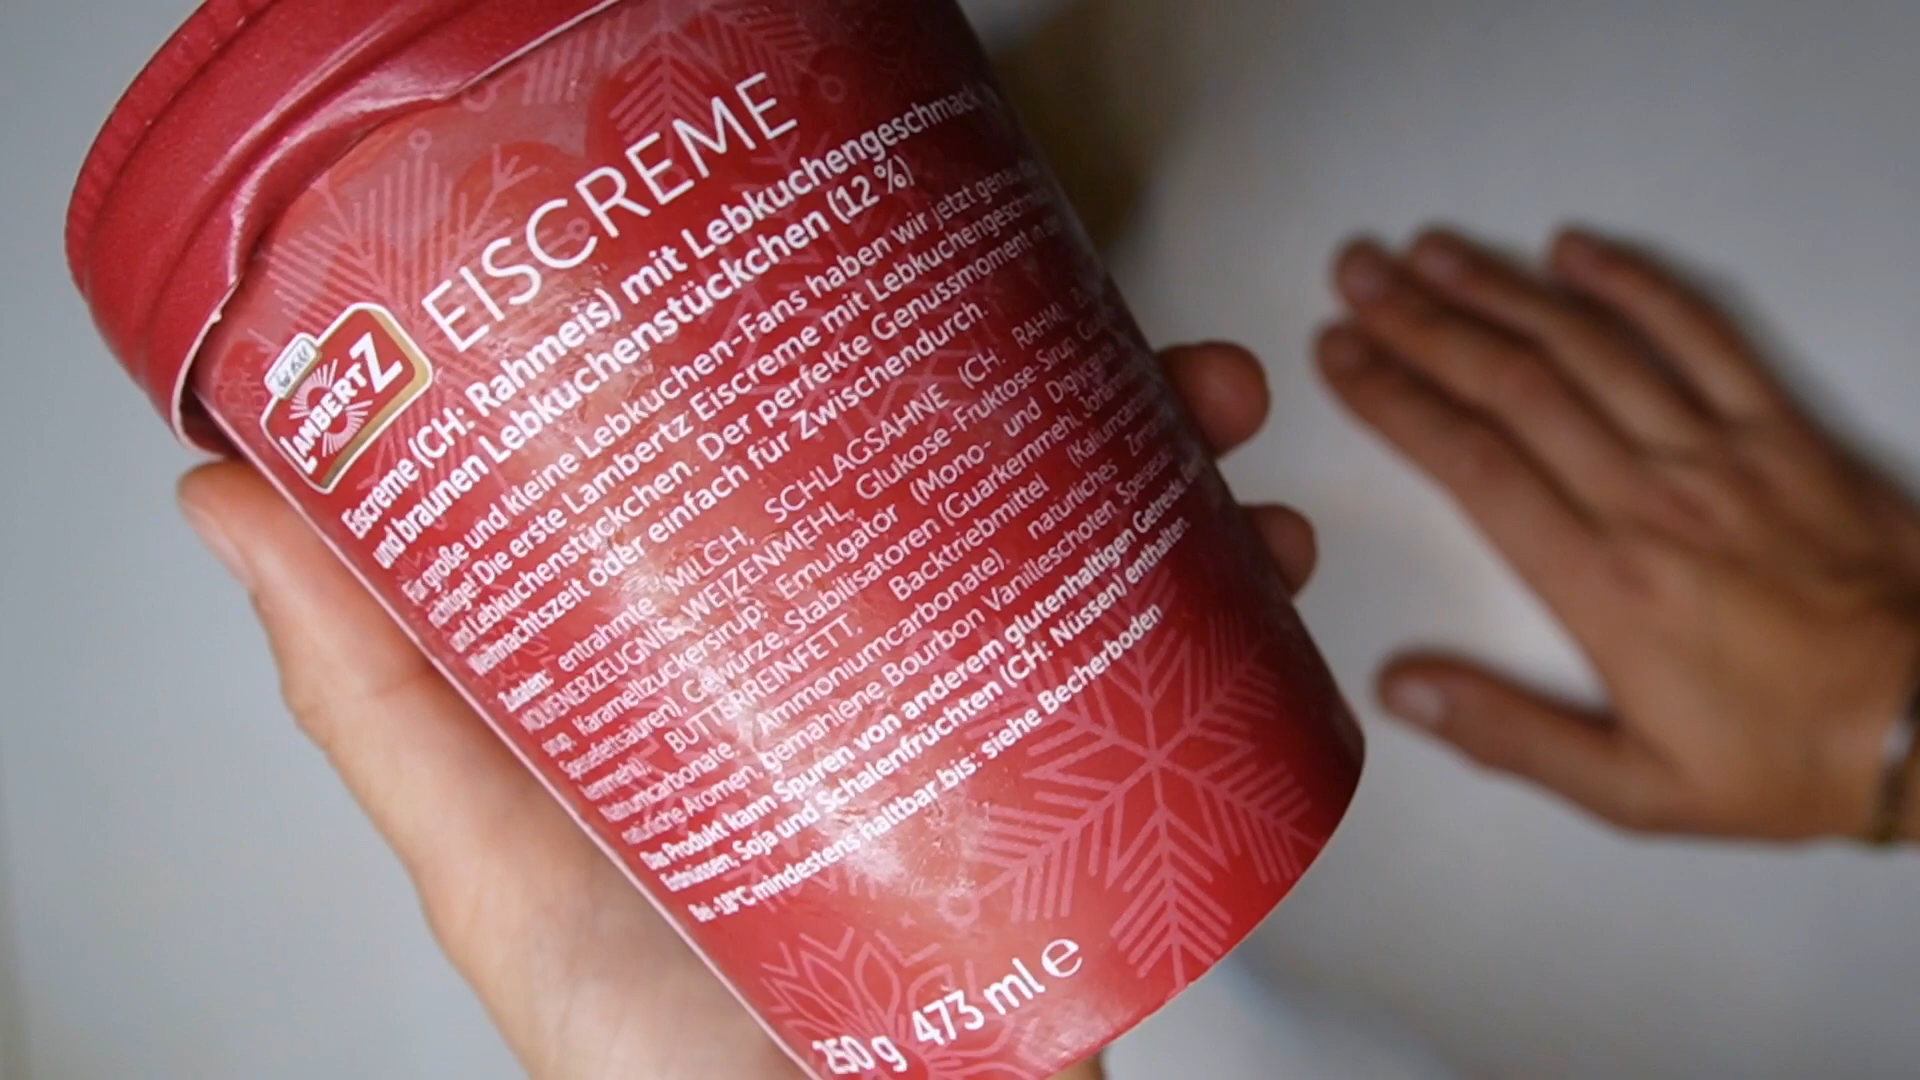 LAMBERTZ
EISCREME
Eiscreme (CH: Rahmeis) mit Lebkuchengeschmack
und braunen Lebkuchenstückchen (12 %)
Für große und kleine Lebkuchen-Fans haben wir jetzt genau
richtige! Die erste Lambertz Eiscreme mit Lebkuchengeschmack
und Lebkuchenstückchen. Der perfekte Genussmoment in
Weihnachtszeit oder einfach für Zwischendurch.
Zutaten: entrahmte MILCH, SCHLAGSAHNE (CH: RAHM),
MOLKENERZEUGNIS, WEIZENMEHL, Glukose-Fruktose-Sirup,
sirup, Karamellzuckersirup, Emulgator (Mono- und Diglyceride
Speisefettsäuren), Gewürze, Stabilisatoren (Guarkernmehl,
kernmehl), BUTTERREINFETT, Backtriebmittel
Natriumcarbonate, Ammoniumcarbonate), natürliches
natürliche Aromen, gemahlene Bourbon Vanilleschoten,
Das Produkt kann Spuren von anderem glutenhaltigen Getreide,
Erdnüssen, Soja und Schalenfrüchten (CH: Nüssen) enthalten.
Bei -18°C mindestens haltbar bis: siehe Becherboden
250 g 473 ml ℮